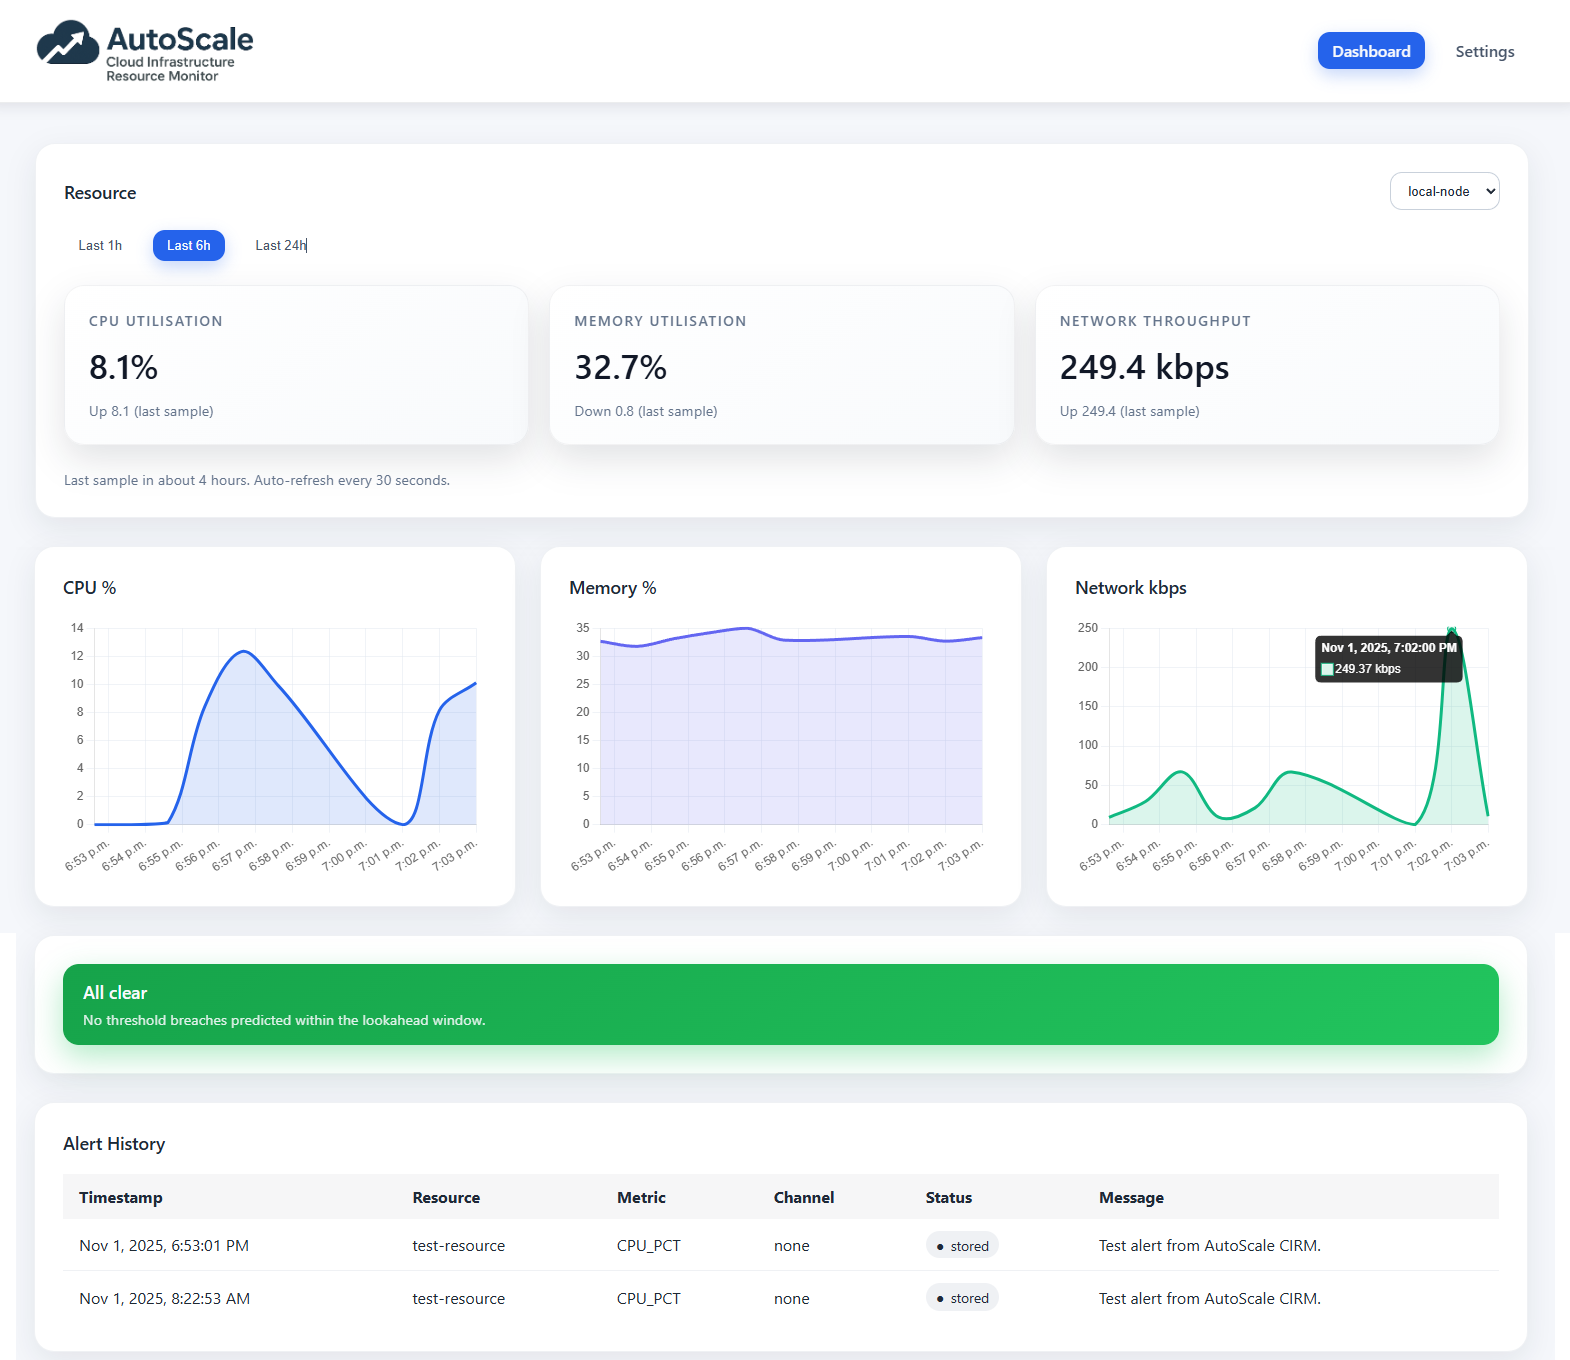 AutoScale
Cloud Infrastructure
Resource Monitor
Dashboard
Settings
Resource
local-node
Last 1h
Last 6h
Last 24h
CPU UTILISATION
8.1%
Up 8.1 (last sample)
MEMORY UTILISATION
32.7%
Down 0.8 (last sample)
NETWORK THROUGHPUT
249.4 kbps
Up 249.4 (last sample)
Last sample in about 4 hours. Auto-refresh every 30 seconds.
CPU %
14
12
10
8
6
4
2
0
6:53 p.m.
6:54 p.m.
6:55 p.m.
6:56 p.m.
6:57 p.m.
6:58 p.m.
6:59 p.m.
7:00 p.m.
7:01 p.m.
7:02 p.m.
7:03 p.m.
Memory %
35
30
25
20
15
10
5
0
6:53 p.m.
6:54 p.m.
6:55 p.m.
6:56 p.m.
6:57 p.m.
6:58 p.m.
6:59 p.m.
7:00 p.m.
7:01 p.m.
7:02 p.m.
7:03 p.m.
Network kbps
250
200
150
100
50
0
Nov 1, 2025, 7:02:00 PM
249.37 kbps
6:53 p.m.
6:54 p.m.
6:55 p.m.
6:56 p.m.
6:57 p.m.
6:58 p.m.
6:59 p.m.
7:00 p.m.
7:01 p.m.
7:02 p.m.
7:03 p.m.
All clear
No threshold breaches predicted within the lookahead window.
Alert History
Timestamp Resource Metric Channel Status Message
Nov 1, 2025, 6:53:01 PM test-resource CPU_PCT none ● stored Test alert from AutoScale CIRM.
Nov 1, 2025, 8:22:53 AM test-resource CPU_PCT none ● stored Test alert from AutoScale CIRM.